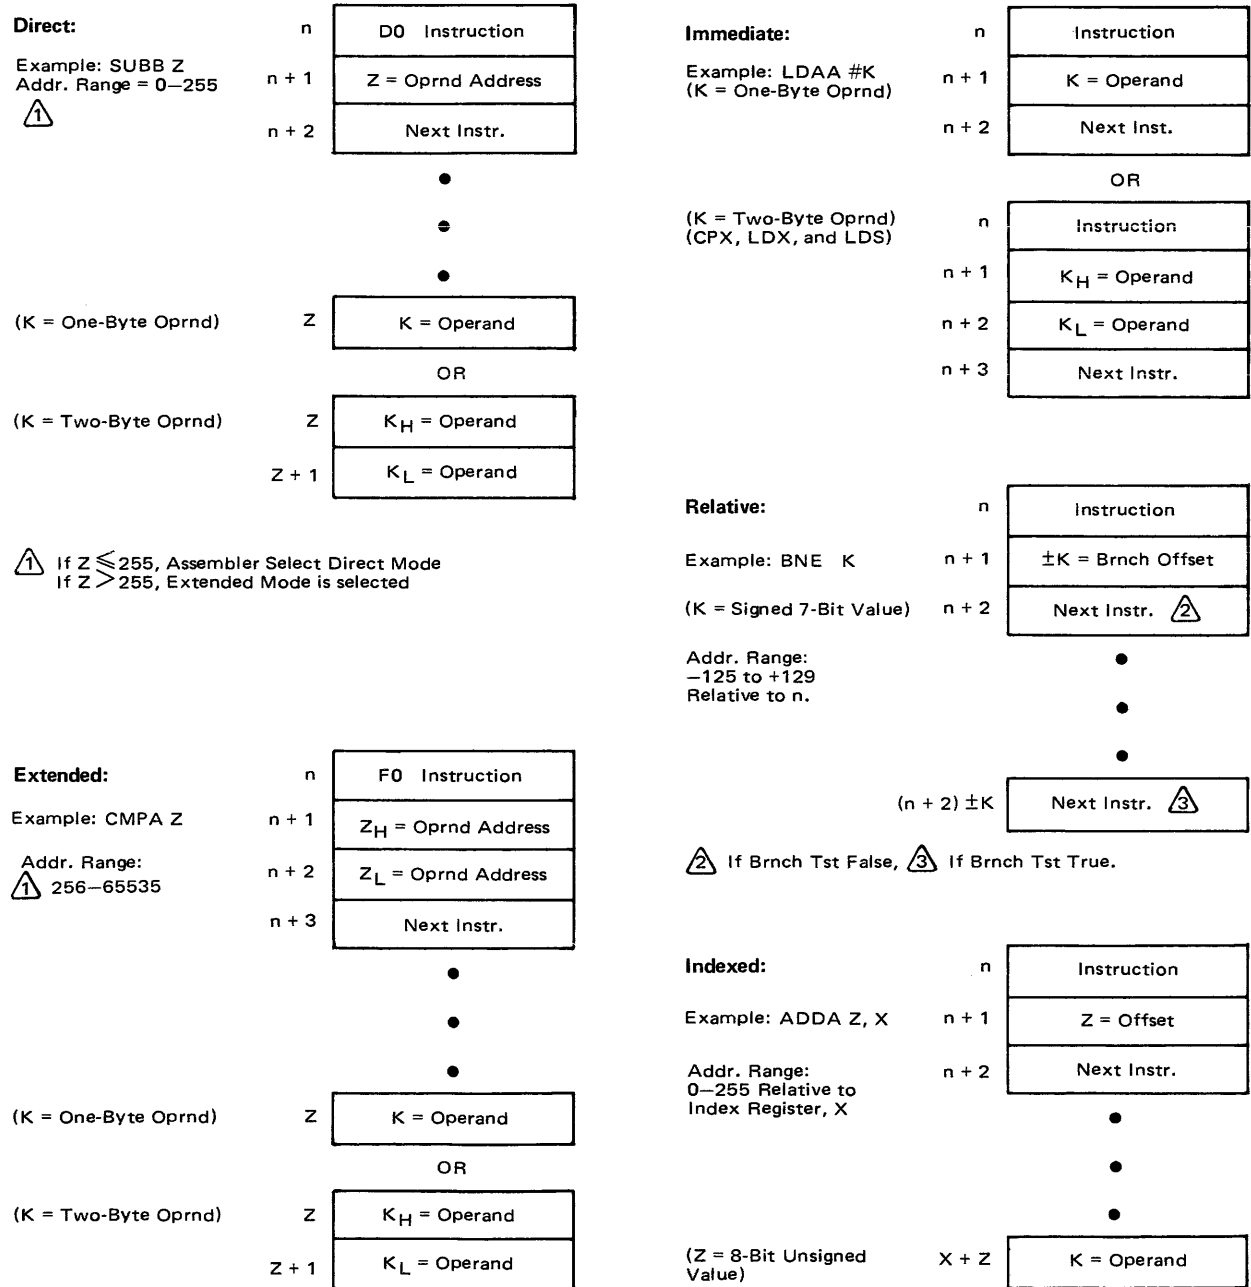 Direct:
n
D0 Instruction
Example: SUBB Z
Addr. Range = 0–255
n + 1
Z = Oprnd Address
1
n + 2
Next Instr.
(K = One-Byte Oprnd)
Z
K = Operand
OR
(K = Two-Byte Oprnd)
Z
KH = Operand
Z + 1
KL = Operand
1 If Z ≤ 255, Assembler Select Direct Mode
If Z > 255, Extended Mode is selected
Extended:
n
F0 Instruction
Example: CMPA Z
n + 1
ZH = Oprnd Address
Addr. Range:
1 256–65535
n + 2
ZL = Oprnd Address
n + 3
Next Instr.
(K = One-Byte Oprnd)
Z
K = Operand
OR
(K = Two-Byte Oprnd)
Z
KH = Operand
Z + 1
KL = Operand
Immediate:
n
Instruction
Example: LDAA #K
(K = One-Byte Oprnd)
n + 1
K = Operand
n + 2
Next Inst.
OR
(K = Two-Byte Oprnd)
(CPX, LDX, and LDS)
n
Instruction
n + 1
KH = Operand
n + 2
KL = Operand
n + 3
Next Instr.
Relative:
n
Instruction
Example: BNE K
n + 1
±K = Brnch Offset
(K = Signed 7-Bit Value)
n + 2
Next Instr. 2
Addr. Range:
–125 to +129
Relative to n.
(n + 2) ±K
Next Instr. 3
2 If Brnch Tst False, 3 If Brnch Tst True.
Indexed:
n
Instruction
Example: ADDA Z, X
n + 1
Z = Offset
Addr. Range:
0–255 Relative to
Index Register, X
n + 2
Next Instr.
(Z = 8-Bit Unsigned
Value)
X + Z
K = Operand